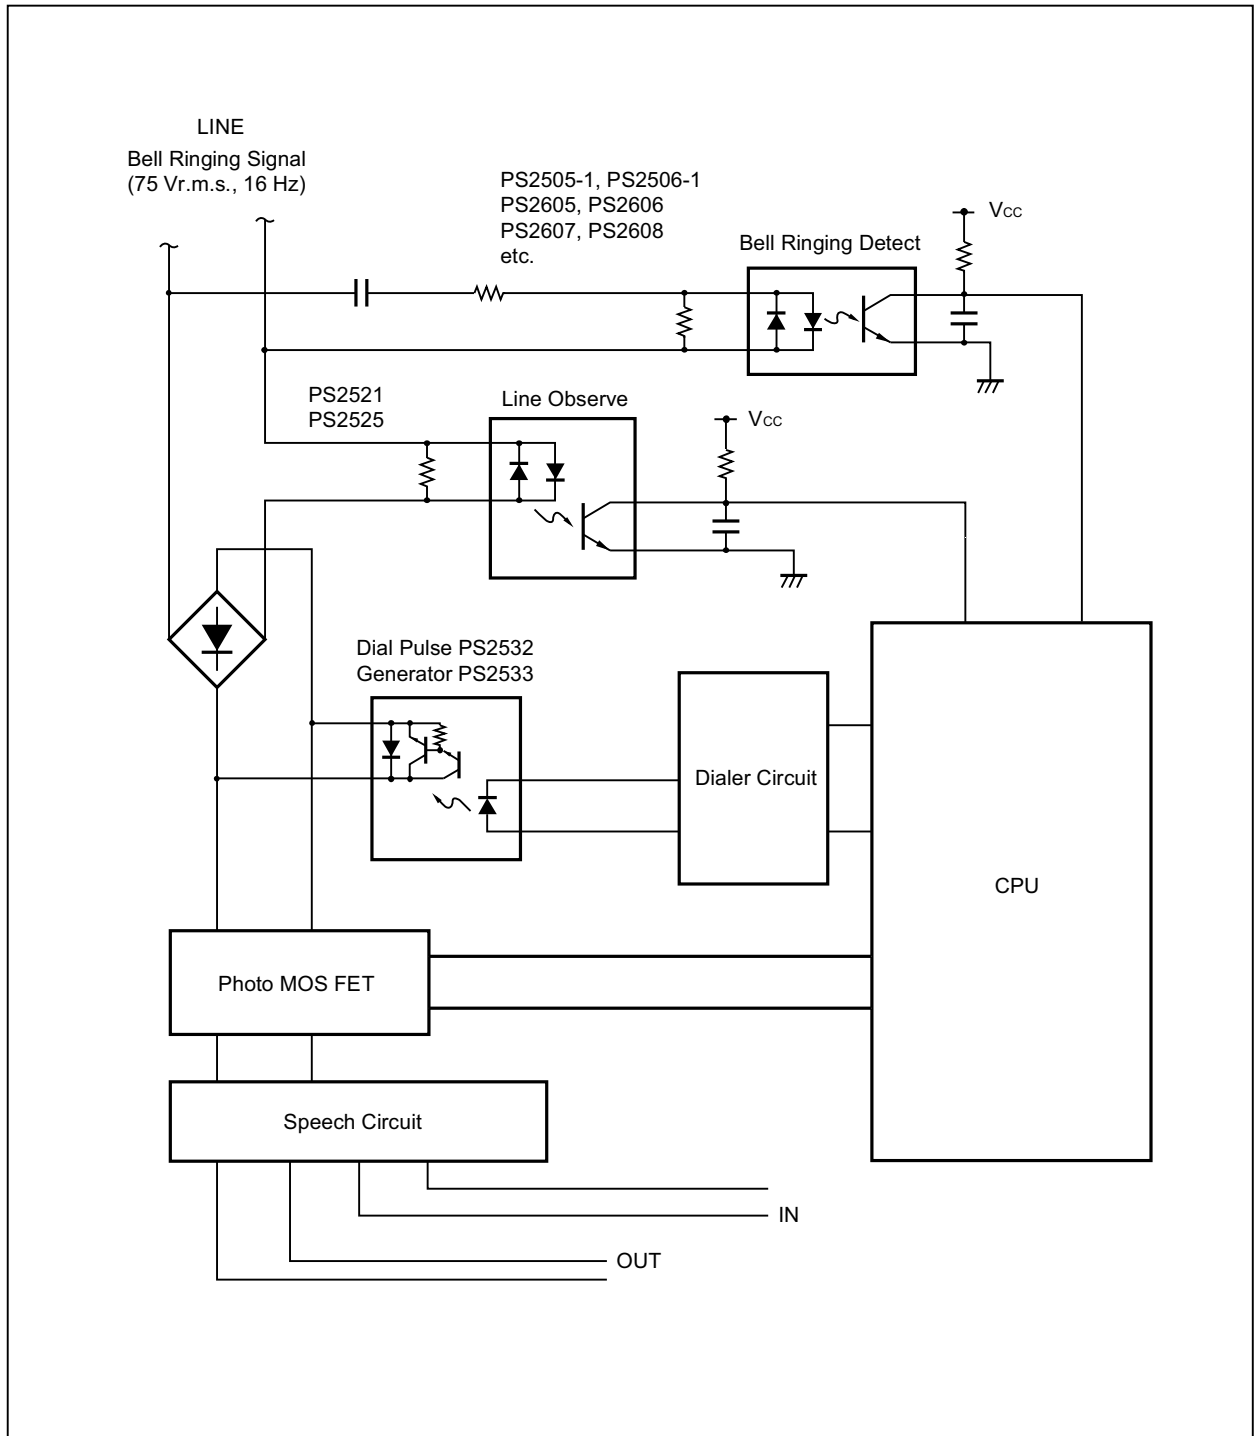 LINE
Bell Ringing Signal
(75 Vr.m.s., 16 Hz)
PS2505-1, PS2506-1
PS2605, PS2606
PS2607, PS2608
etc.
Bell Ringing Detect
VCC
PS2521
PS2525
Line Observe
VCC
Dial Pulse PS2532
Generator PS2533
Dialer Circuit
CPU
Photo MOS FET
Speech Circuit
IN
OUT